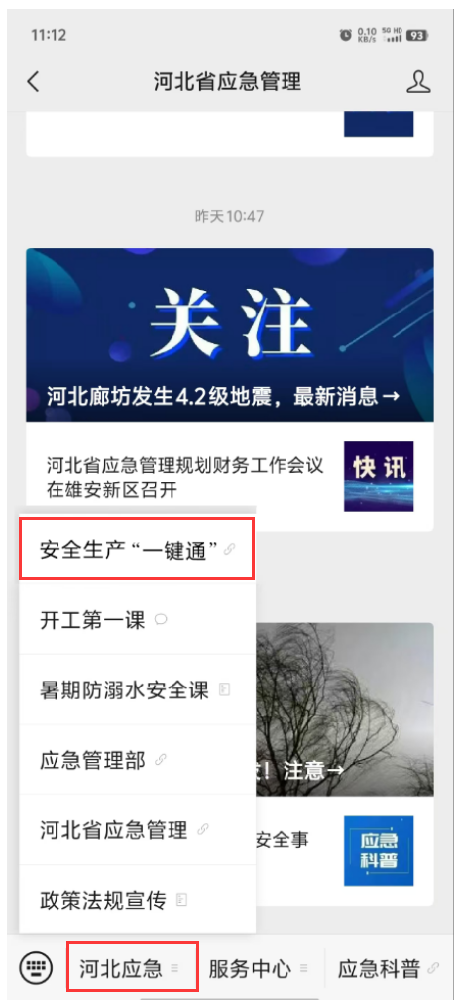 11:12
0.10 KB/s 5G HD 93
河北省应急管理
昨天10:47
关注
河北廊坊发生4.2级地震，最新消息→
河北省应急管理规划财务工作会议
在雄安新区召开
快讯
安全生产“一键通”
开工第一课
暑期防溺水安全课
应急管理部
！注意→
河北省应急管理
安全事
应急
科普
政策法规宣传
河北应急
服务中心
应急科普